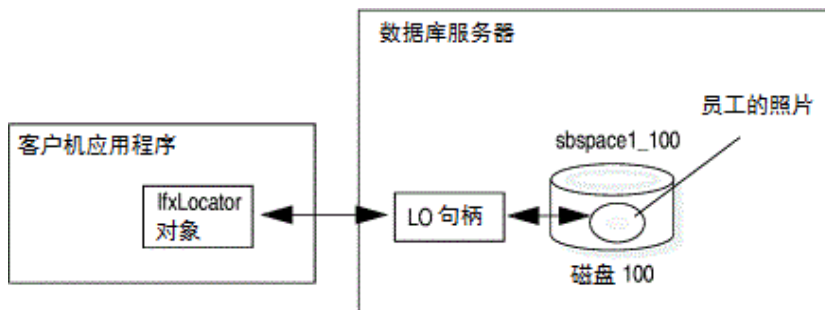 数据库服务器
员工的照片
客户机应用程序
sbspace1_100
IfxLocator
对象
LO 句柄
磁盘 100